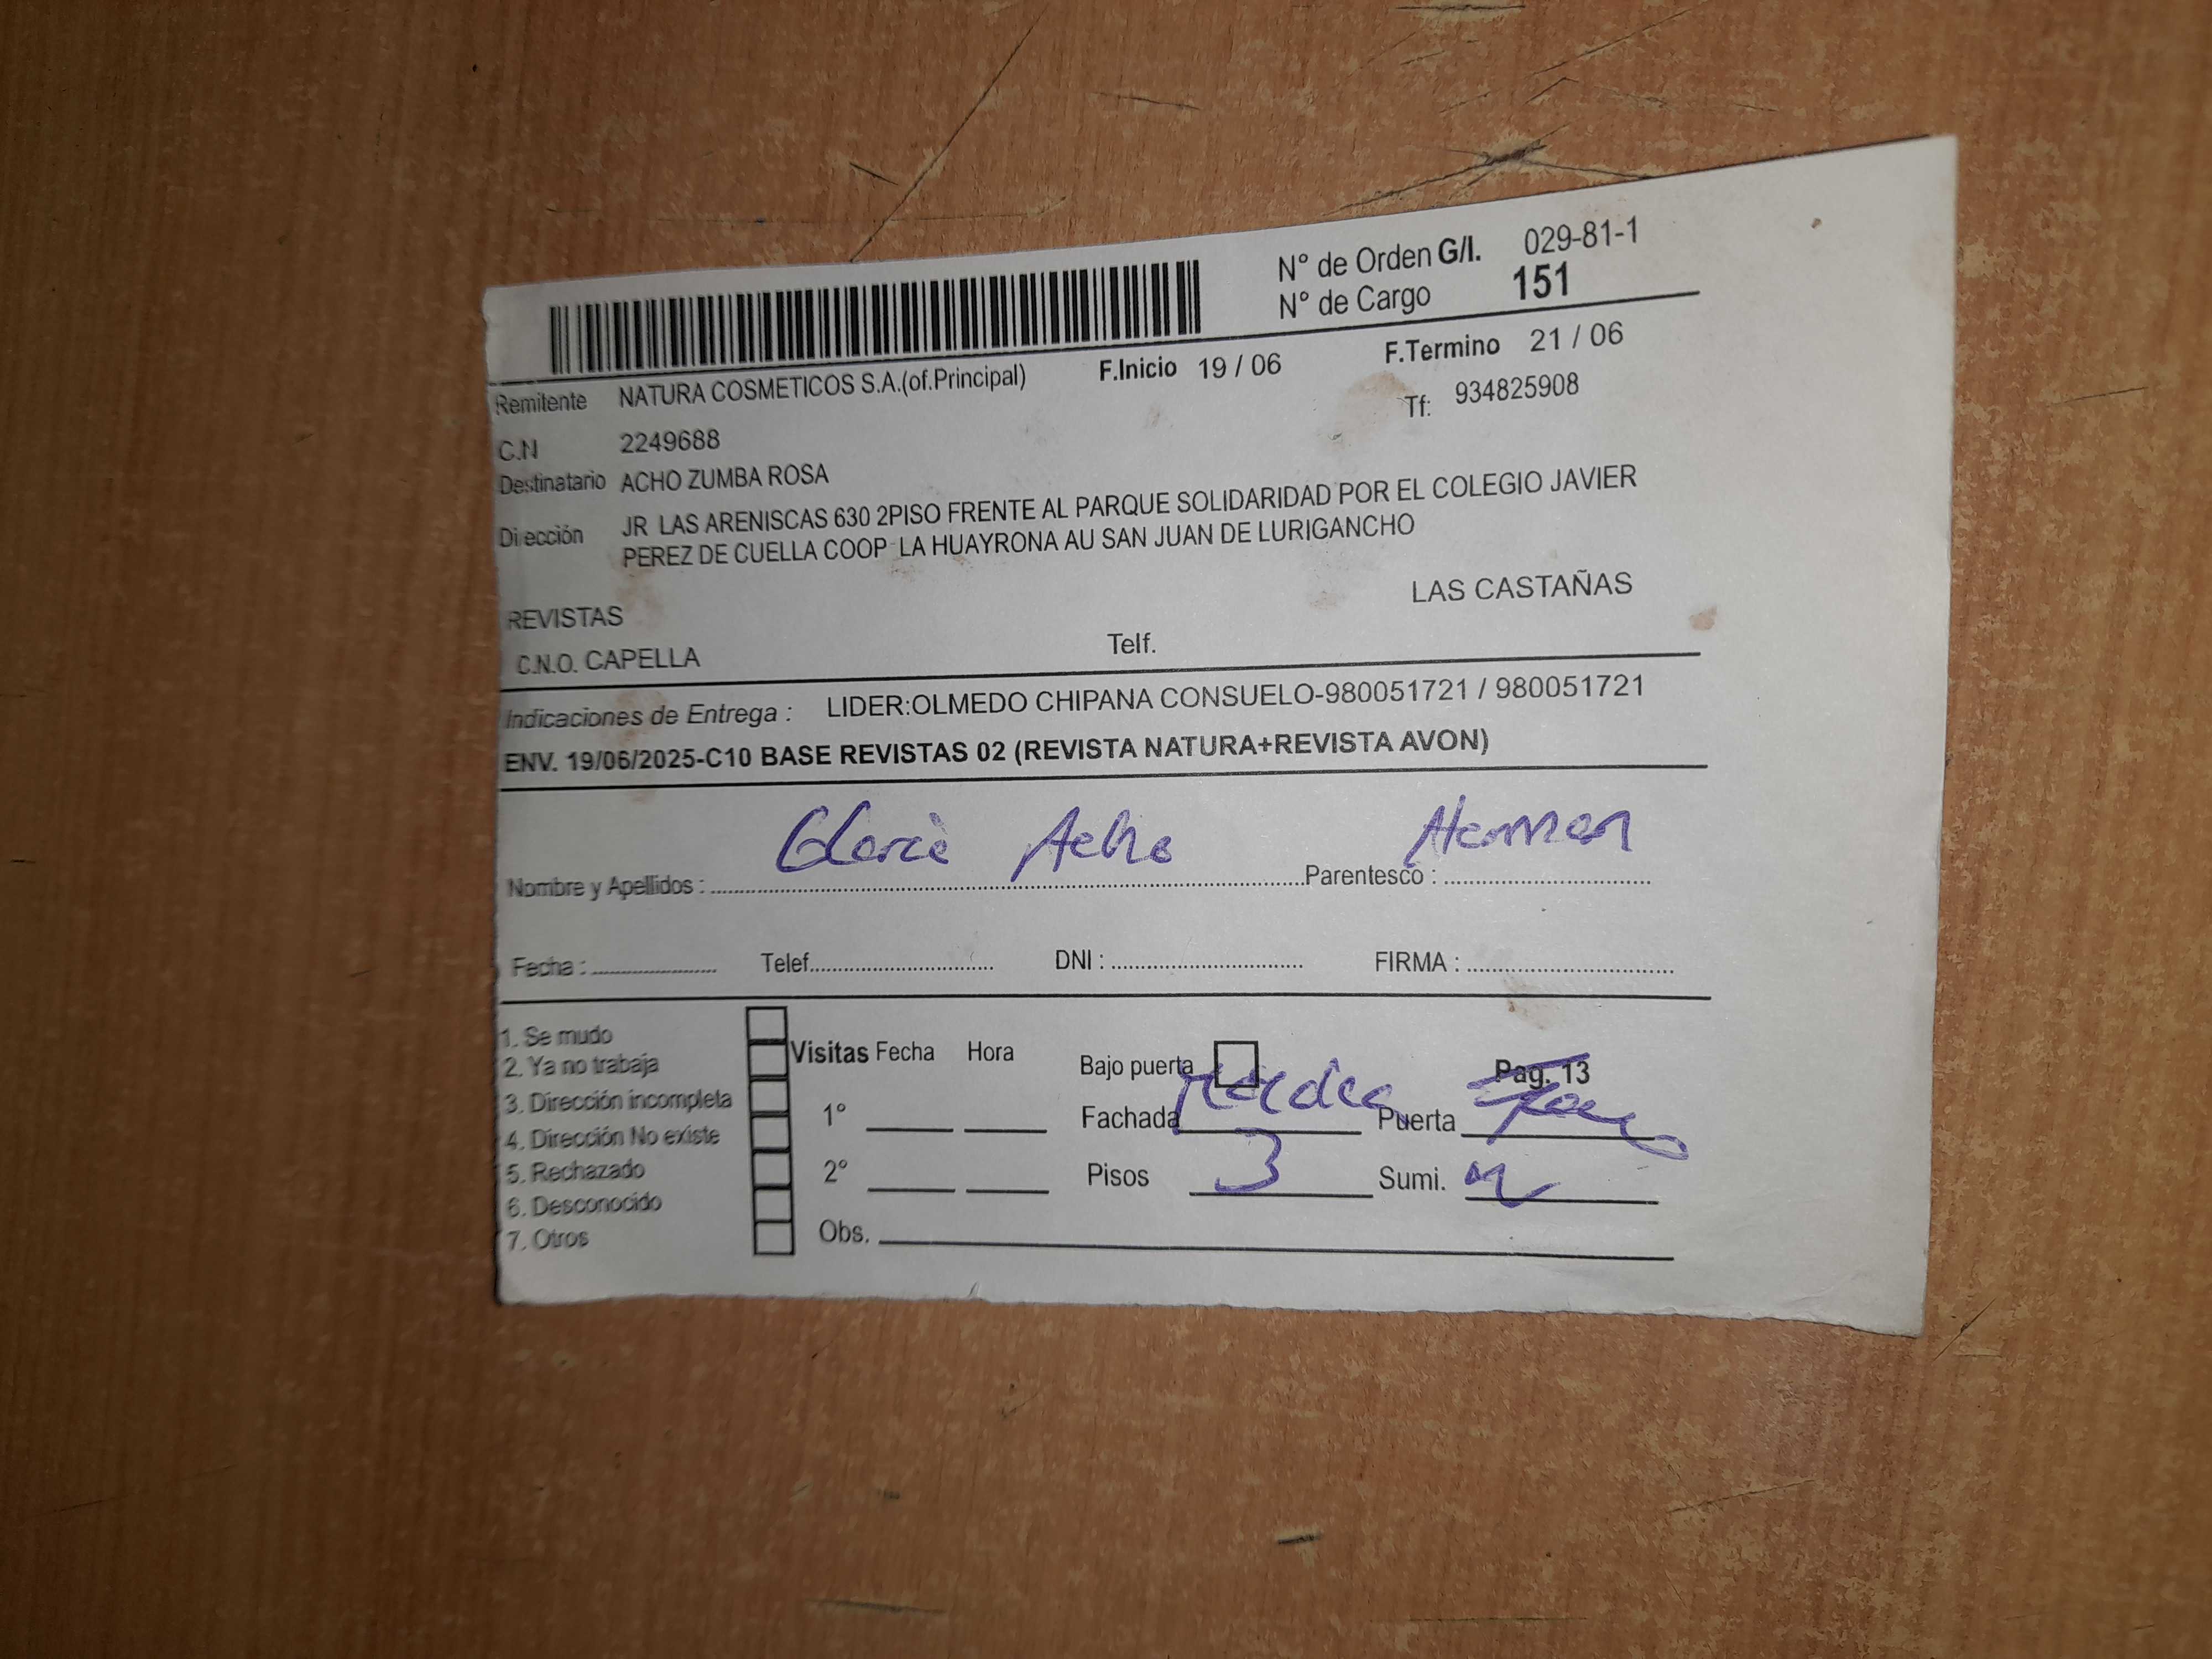 N° de Orden G/I. 029-81-1
N° de Cargo 151
F.Inicio 19 / 06 F.Termino 21 / 06
Remitente NATURA COSMETICOS S.A.(of.Principal)
Tf: 934825908
C.N 2249688
Destinatario ACHO ZUMBA ROSA
Di ección JR LAS ARENISCAS 630 2PISO FRENTE AL PARQUE SOLIDARIDAD POR EL COLEGIO JAVIER
PEREZ DE CUELLA COOP LA HUAYRONA AU SAN JUAN DE LURIGANCHO
LAS CASTAÑAS
REVISTAS
C.N.O. CAPELLA Telf.
Indicaciones de Entrega : LIDER:OLMEDO CHIPANA CONSUELO-980051721 / 980051721
ENV. 19/06/2025-C10 BASE REVISTAS 02 (REVISTA NATURA+REVISTA AVON)
Nombre y Apellidos : Acho Parentesco :
Fecha : Telef. DNI : FIRMA :
1. Se mudo
2. Ya no trabaja
3. Dirección incompleta
4. Dirección No existe
5. Rechazado
6. Desconocido
7. Otros
Visitas Fecha Hora
1°
2°
Obs.
Bajo puerta Pag. 13
Fachada Puerta
Pisos 3 Sumi.